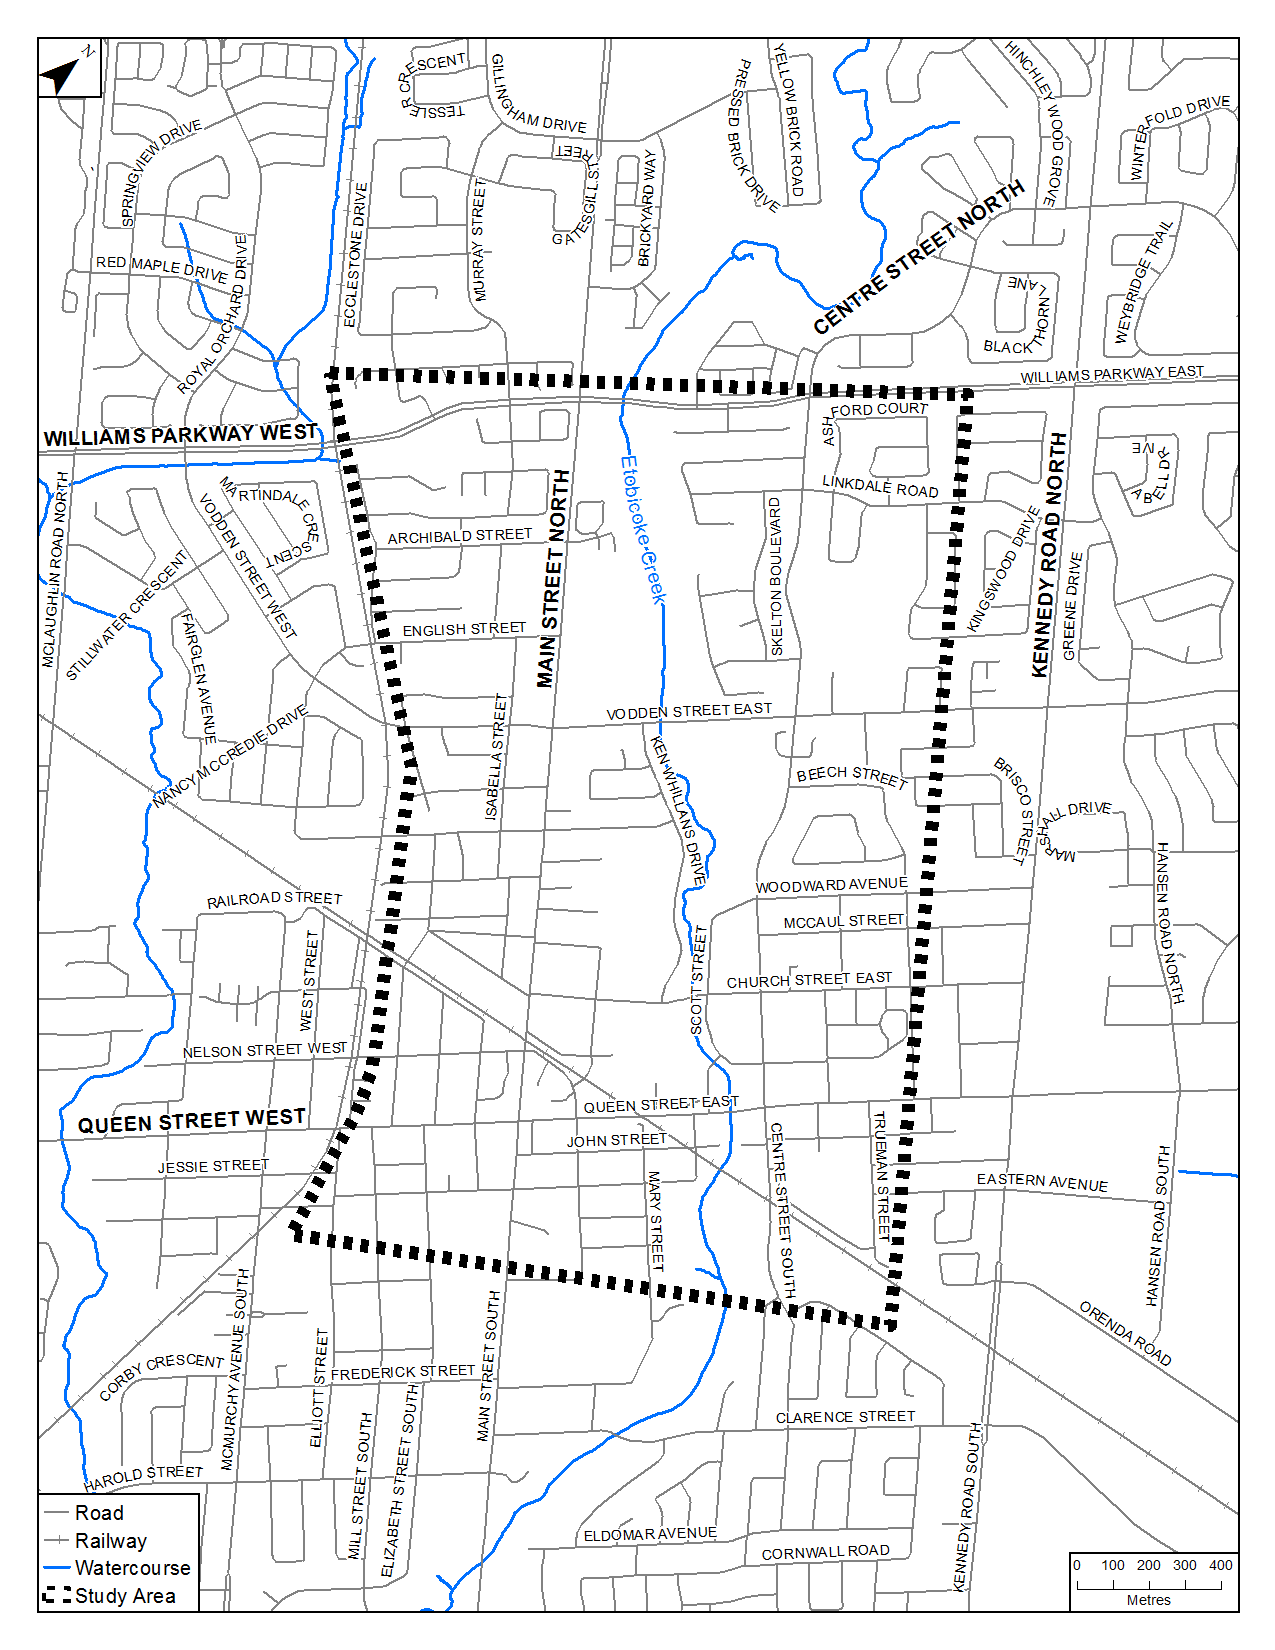 N
TESSLER CRESCENT
GILLINGHAM DRIVE
PRESSED BRICK DRIVE
YELLOW BRICK ROAD
HINCHLEY WOOD GROVE
WINTERFOLD DRIVE
SPRINGVIEW DRIVE
ECCLESTONE DRIVE
MURRAY STREET
GATESGILL STREET
BRICKYARD WAY
CENTRE STREET NORTH
WEYBRIDGE TRAIL
RED MAPLE DRIVE
ROYAL ORCHARD DRIVE
BLACKTHORN LANE
WILLIAMS PARKWAY EAST
WILLIAMS PARKWAY WEST
ASHFORD COURT
LINKDALE ROAD
KENNEDY ROAD NORTH
ABELL DRIVE
MCLAUGHLIN ROAD NORTH
MARTINDALE CRESCENT
VODDEN STREET WEST
ARCHIBALD STREET
MAIN STREET NORTH
Etobicoke Creek
SKELTON BOULEVARD
KINGSWOOD DRIVE
GREENE DRIVE
STILLWATER CRESCENT
FAIRGLEN AVENUE
ENGLISH STREET
NANCY MCCREDIE DRIVE
ISABELLA STREET
VODDEN STREET EAST
KEN WHILLANS DRIVE
BEECH STREET
BRISCO STREET
MARSHALL DRIVE
HANSEN ROAD NORTH
RAILROAD STREET
WOODWARD AVENUE
MCCAUL STREET
WEST STREET
SCOTT STREET
CHURCH STREET EAST
NELSON STREET WEST
QUEEN STREET WEST
QUEEN STREET EAST
JOHN STREET
JESSIE STREET
MARY STREET
CENTRE STREET SOUTH
TRUEMAN STREET
EASTERN AVENUE
HANSEN ROAD SOUTH
MCMURCHY AVENUE SOUTH
ORENDA ROAD
CORBY CRESCENT
ELLIOTT STREET
FREDERICK STREET
MAIN STREET SOUTH
CLARENCE STREET
HAROLD STREET
MILL STREET SOUTH
ELIZABETH STREET SOUTH
KENNEDY ROAD SOUTH
ELDOMAR AVENUE
CORNWALL ROAD
Road
Railway
Watercourse
Study Area
0 100 200 300 400
Metres